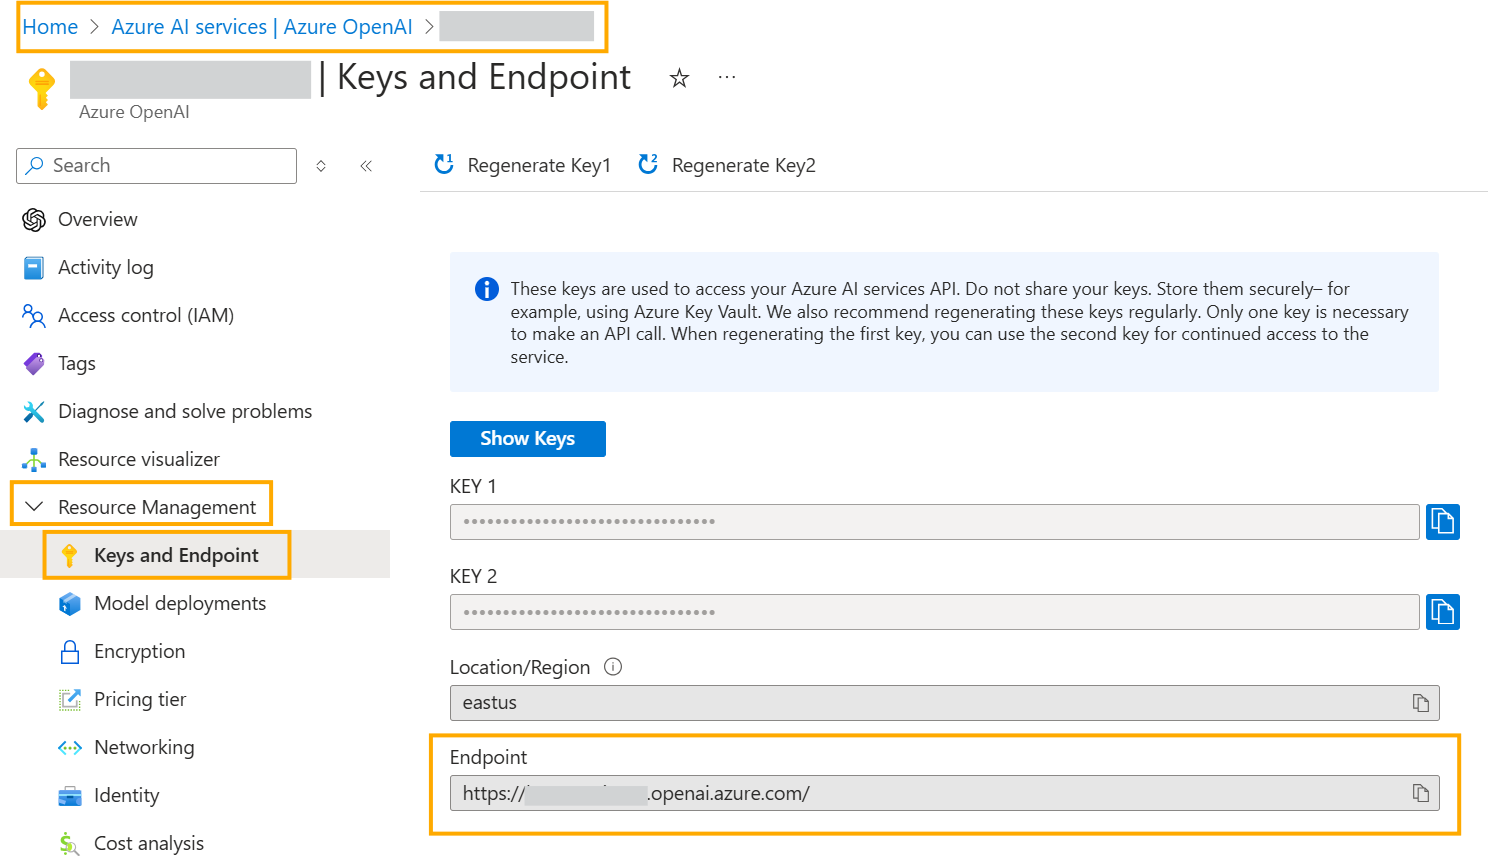 Home > Azure AI services | Azure OpenAI >
| Keys and Endpoint
Azure OpenAI
Search
Regenerate Key1
Regenerate Key2
Overview
Activity log
Access control (IAM)
Tags
Diagnose and solve problems
Resource visualizer
Resource Management
Keys and Endpoint
Model deployments
Encryption
Pricing tier
Networking
Identity
Cost analysis
These keys are used to access your Azure AI services API. Do not share your keys. Store them securely– for
example, using Azure Key Vault. We also recommend regenerating these keys regularly. Only one key is necessary
to make an API call. When regenerating the first key, you can use the second key for continued access to the
service.
Show Keys
KEY 1
••••••••••••••••••••••••••••••••
KEY 2
••••••••••••••••••••••••••••••••
Location/Region
eastus
Endpoint
https:// .openai.azure.com/